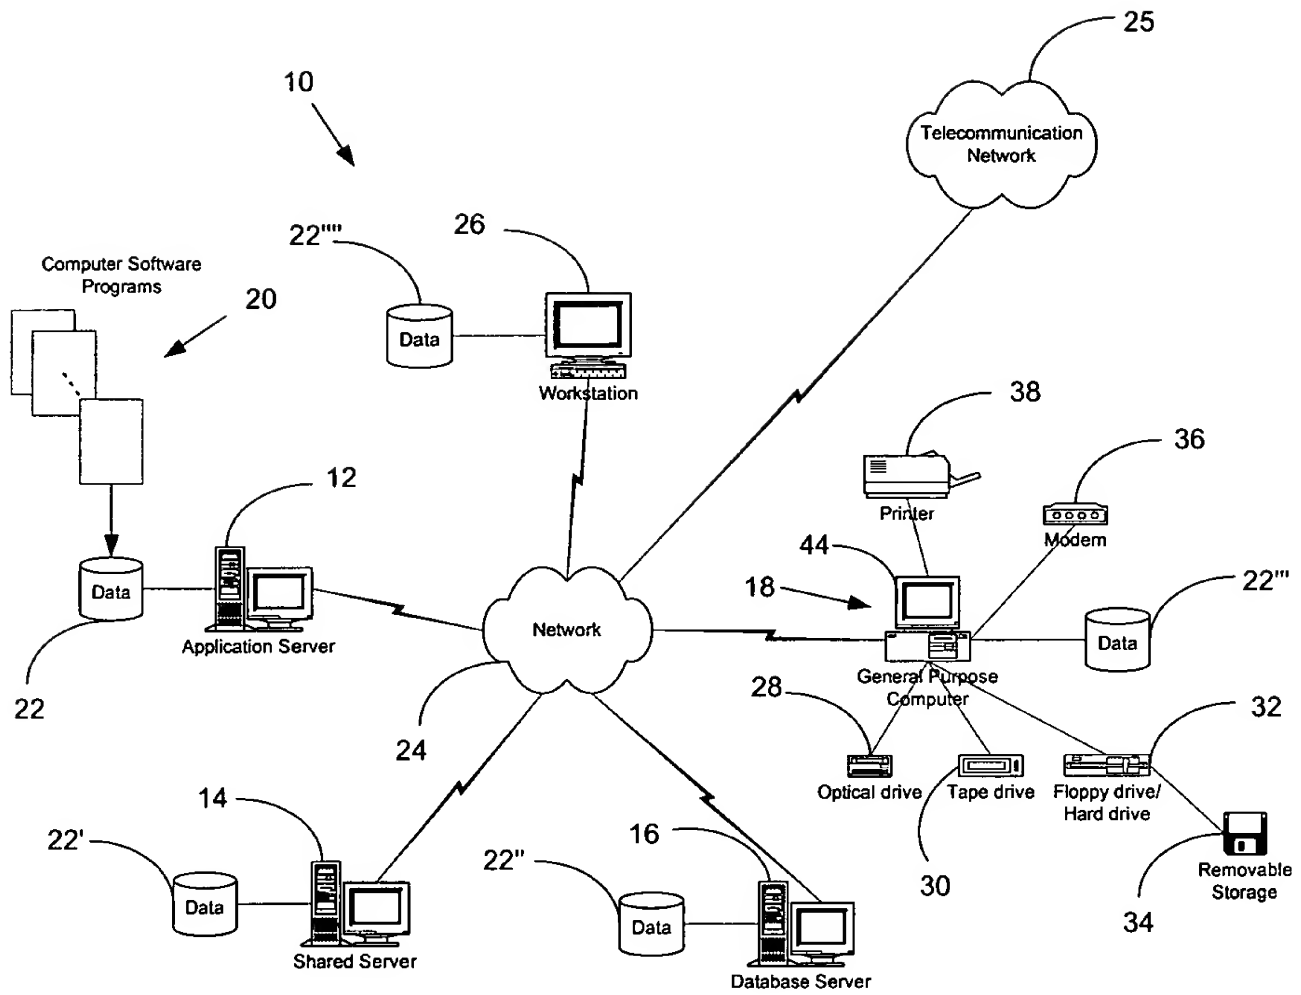 25
10
Telecommunication
Network
26
22""
Computer Software
Programs
20
Data
Workstation
38
36
12
Printer
Modem
44
22'''
18
Data
Data
Network
Application Server
General Purpose
Computer
28
22
24
32
Optical drive
Tape drive
Floppy drive/
Hard drive
14
16
22'
22"
30
Removable
Storage
34
Data
Data
Shared Server
Database Server